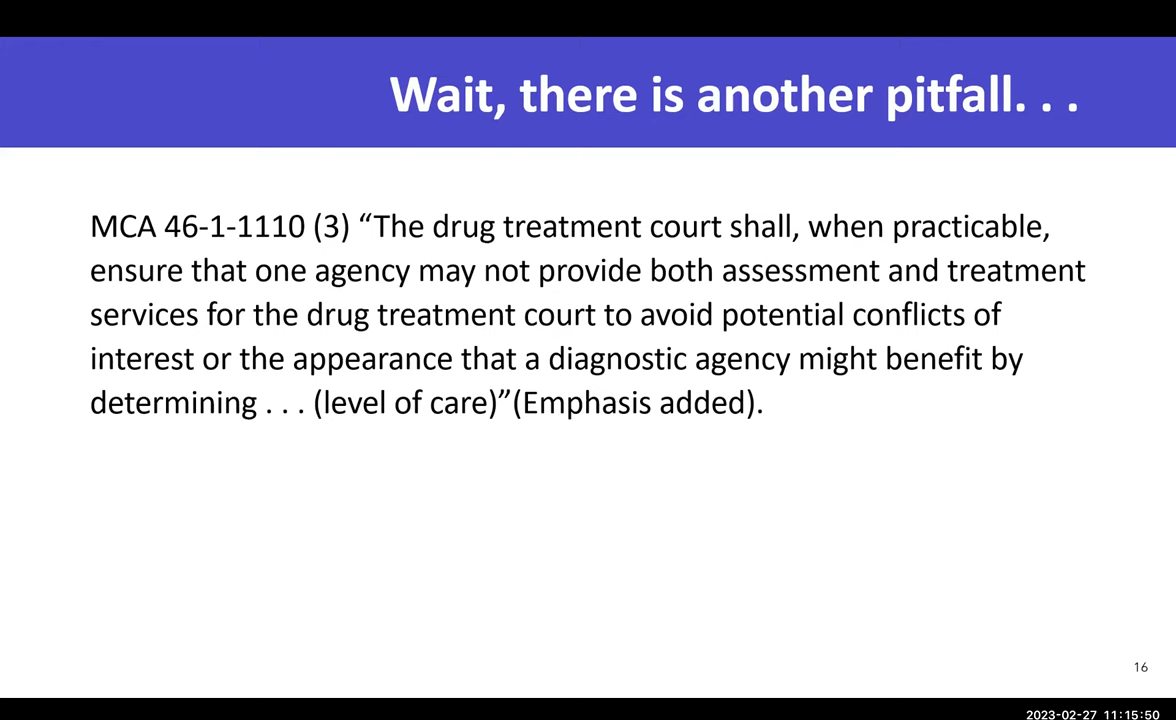 Wait, there is another pitfall. . .
MCA 46-1-1110 (3) “The drug treatment court shall, when practicable,
ensure that one agency may not provide both assessment and treatment
services for the drug treatment court to avoid potential conflicts of
interest or the appearance that a diagnostic agency might benefit by
determining . . . (level of care)”(Emphasis added).
16
2023-02-27 11:15:50